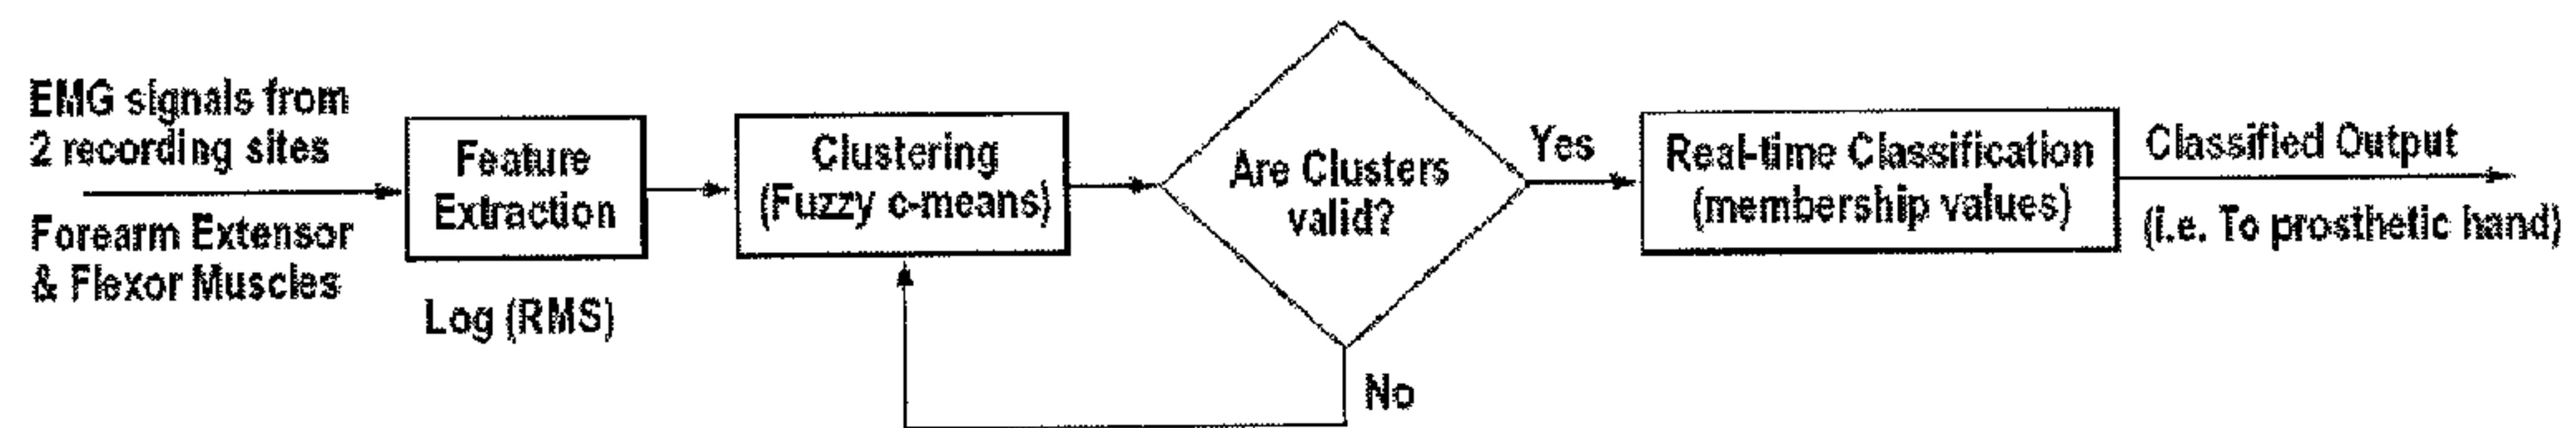 EMG signals from
2 recording sites
Forearm Extensor
& Flexor Muscles
Feature
Extraction
Log (RMS)
Clustering
(Fuzzy c-means)
Are Clusters
valid?
Yes
No
Real-time Classification
(membership values)
Classified Output
(i.e. To prosthetic hand)